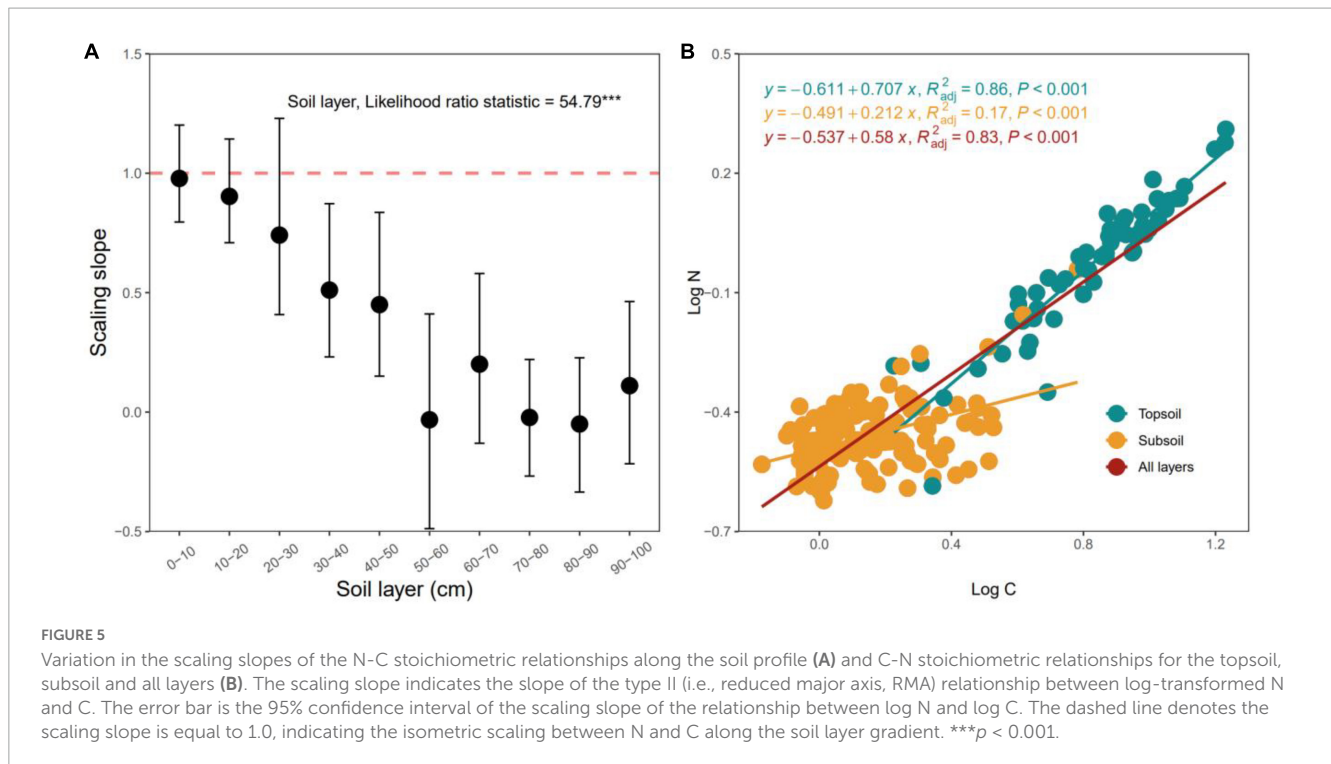 A
1.5
1.0
0.5
0.0
−0.5
Scaling slope
Soil layer, Likelihood ratio statistic = 54.79***
0−10
10−20
20−30
30−40
40−50
50−60
60−70
70−80
80−90
90−100
Soil layer (cm)
B
0.5
0.2
−0.1
−0.4
−0.7
Log N
y = −0.611 + 0.707 x, R²adj = 0.86, P < 0.001
y = −0.491 + 0.212 x, R²adj = 0.17, P < 0.001
y = −0.537 + 0.58 x, R²adj = 0.83, P < 0.001
Topsoil
Subsoil
All layers
0.0
0.4
0.8
1.2
Log C
FIGURE 5
Variation in the scaling slopes of the N-C stoichiometric relationships along the soil profile (A) and C-N stoichiometric relationships for the topsoil,
subsoil and all layers (B). The scaling slope indicates the slope of the type II (i.e., reduced major axis, RMA) relationship between log-transformed N
and C. The error bar is the 95% confidence interval of the scaling slope of the relationship between log N and log C. The dashed line denotes the
scaling slope is equal to 1.0, indicating the isometric scaling between N and C along the soil layer gradient. ***p < 0.001.